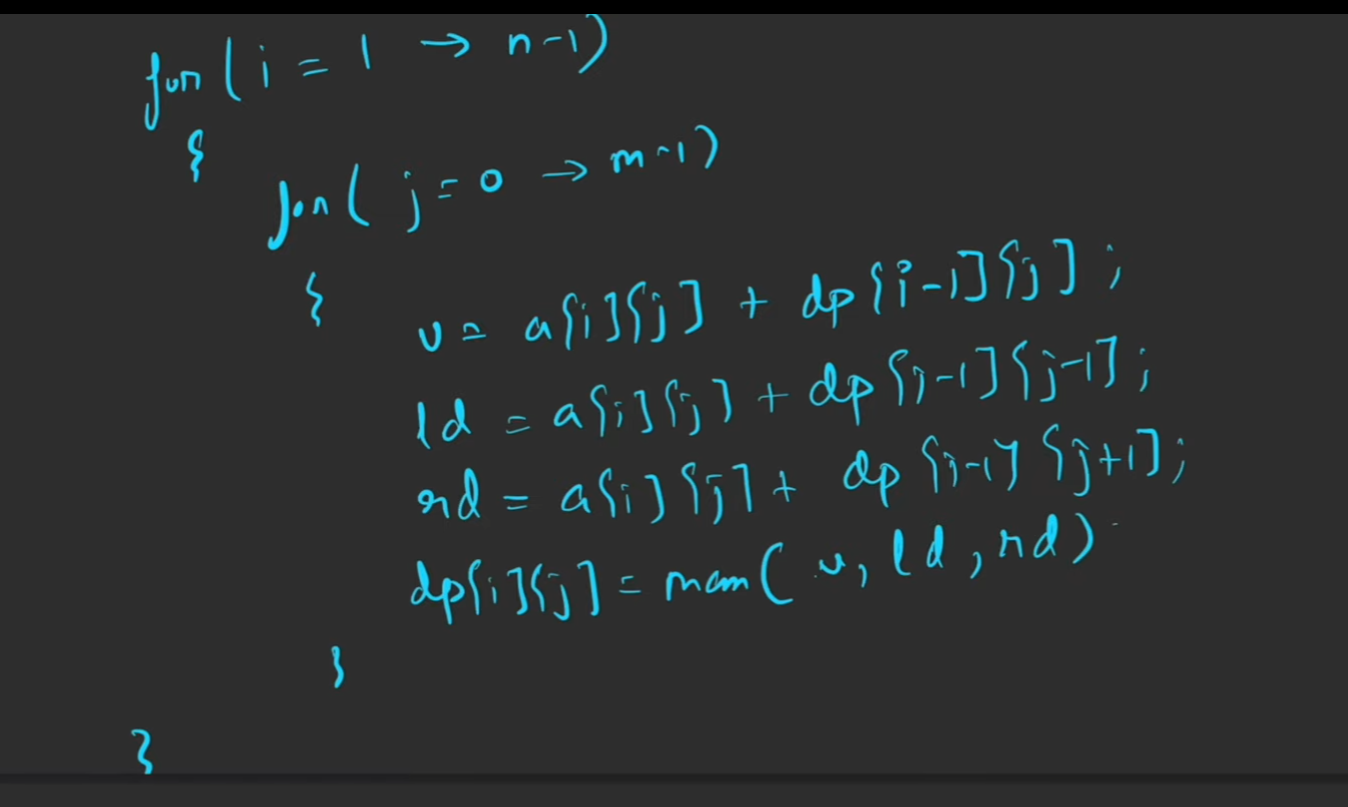 for(i = 1 → n-1)
{
for( j = 0 → m-1)
{
u = a[i][j] + dp[i-1][j] ;
ld = a[i][j] + dp[i-1][j-1] ;
rd = a[i][j] + dp[i-1][j+1] ;
dp[i][j] = max( u, ld, rd)
}
}